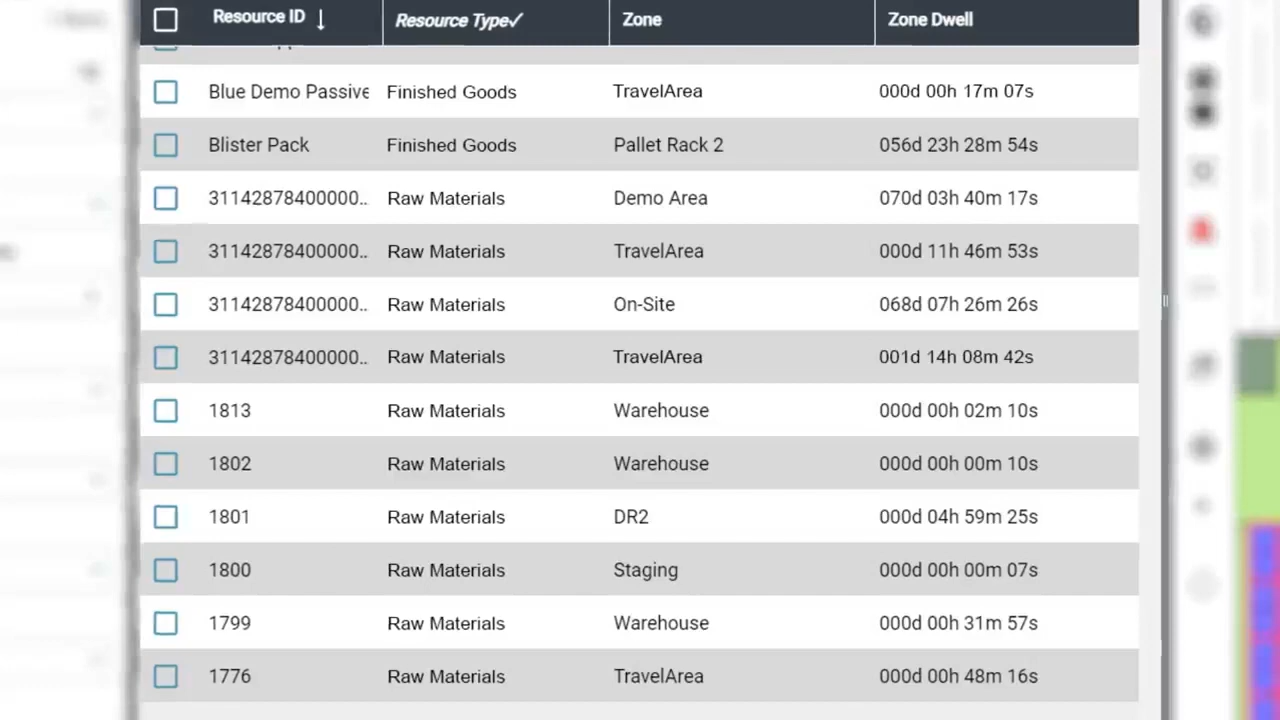 Resource ID ↓ Resource Type✓ Zone Zone Dwell
Blue Demo Passive Finished Goods TravelArea 000d 00h 17m 07s
Blister Pack Finished Goods Pallet Rack 2 056d 23h 28m 54s
31142878400000.. Raw Materials Demo Area 070d 03h 40m 17s
31142878400000.. Raw Materials TravelArea 000d 11h 46m 53s
31142878400000.. Raw Materials On-Site 068d 07h 26m 26s
31142878400000.. Raw Materials TravelArea 001d 14h 08m 42s
1813 Raw Materials Warehouse 000d 00h 02m 10s
1802 Raw Materials Warehouse 000d 00h 00m 10s
1801 Raw Materials DR2 000d 04h 59m 25s
1800 Raw Materials Staging 000d 00h 00m 07s
1799 Raw Materials Warehouse 000d 00h 31m 57s
1776 Raw Materials TravelArea 000d 00h 48m 16s